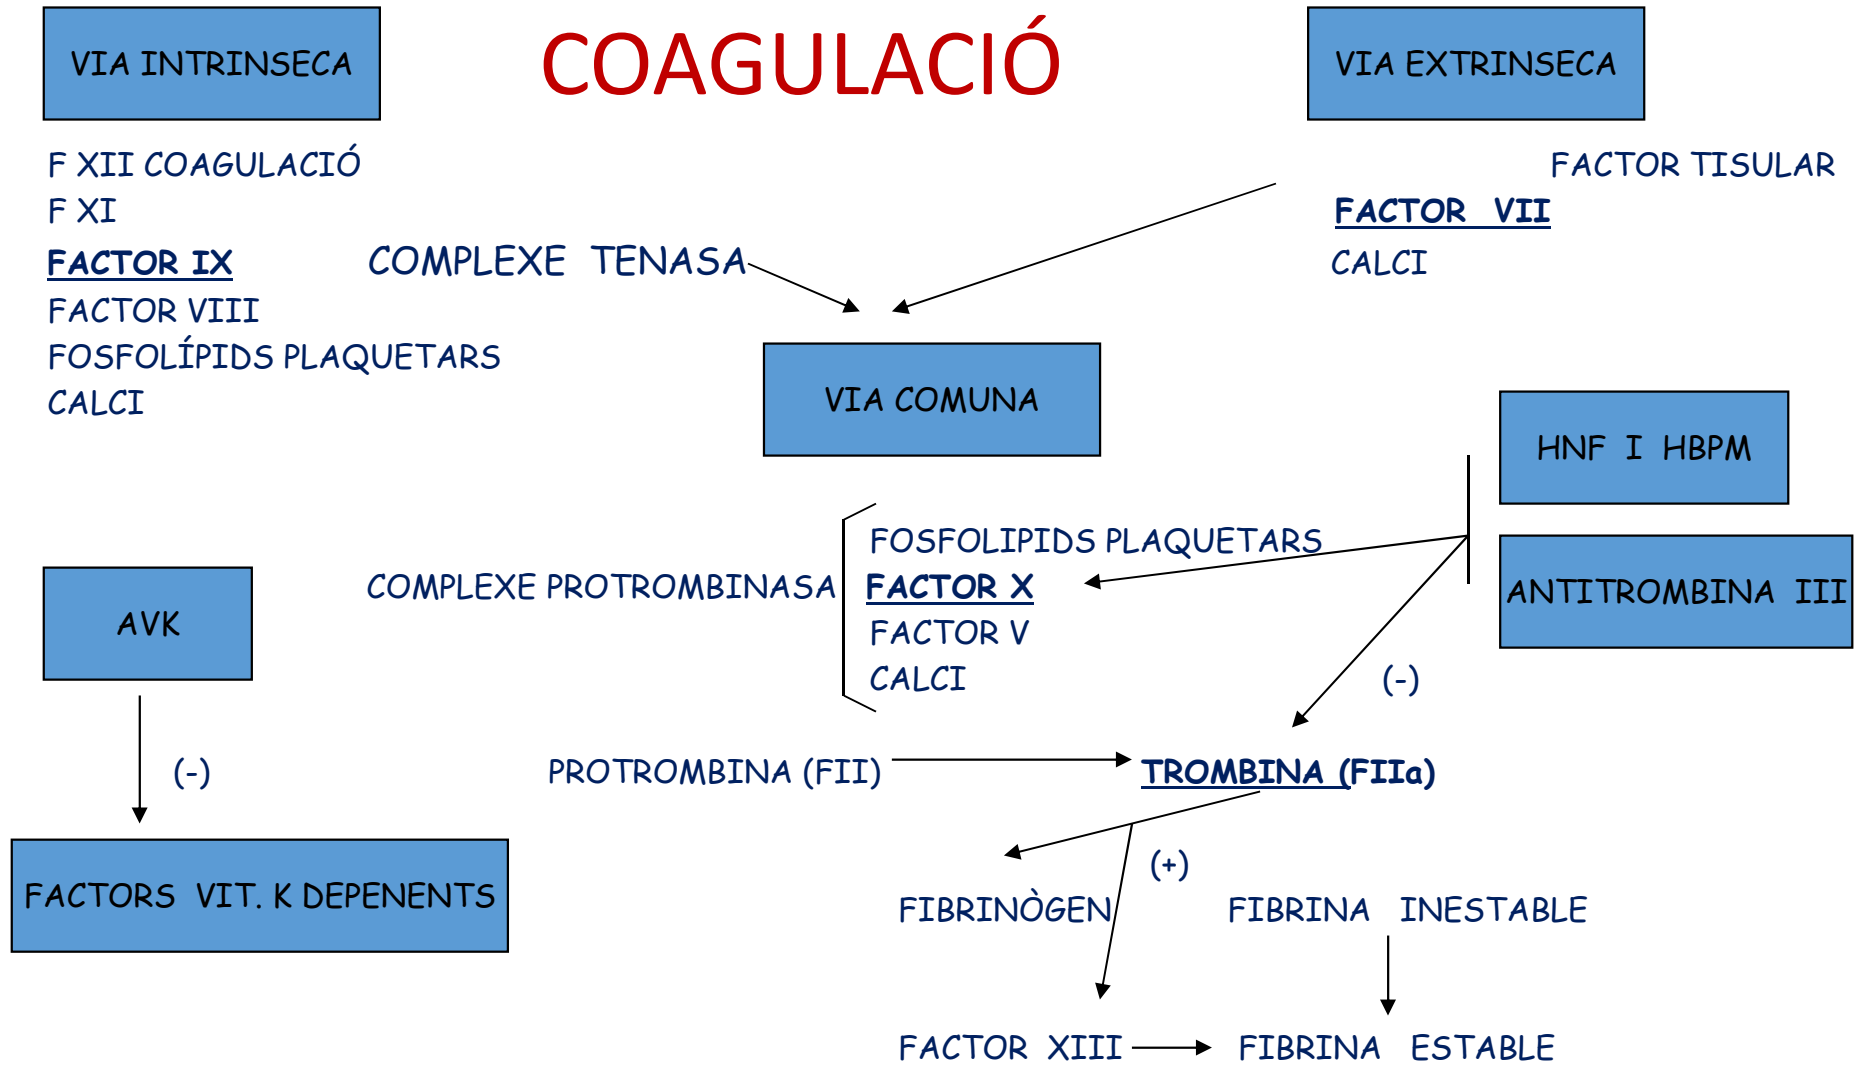 COAGULACIÓ
VIA INTRINSECA
F XII COAGULACIÓ
F XI
FACTOR IX
FACTOR VIII
FOSFOLÍPIDS PLAQUETARS
CALCI
COMPLEXE TENASA
VIA EXTRINSECA
FACTOR TISULAR
FACTOR VII
CALCI
VIA COMUNA
HNF I HBPM
ANTITROMBINA III
(-)
COMPLEXE PROTROMBINASA
FOSFOLIPIDS PLAQUETARS
FACTOR X
FACTOR V
CALCI
AVK
(-)
FACTORS VIT. K DEPENENTS
PROTROMBINA (FII)
TROMBINA (FIIa)
(+)
FIBRINÒGEN
FIBRINA INESTABLE
FACTOR XIII
FIBRINA ESTABLE